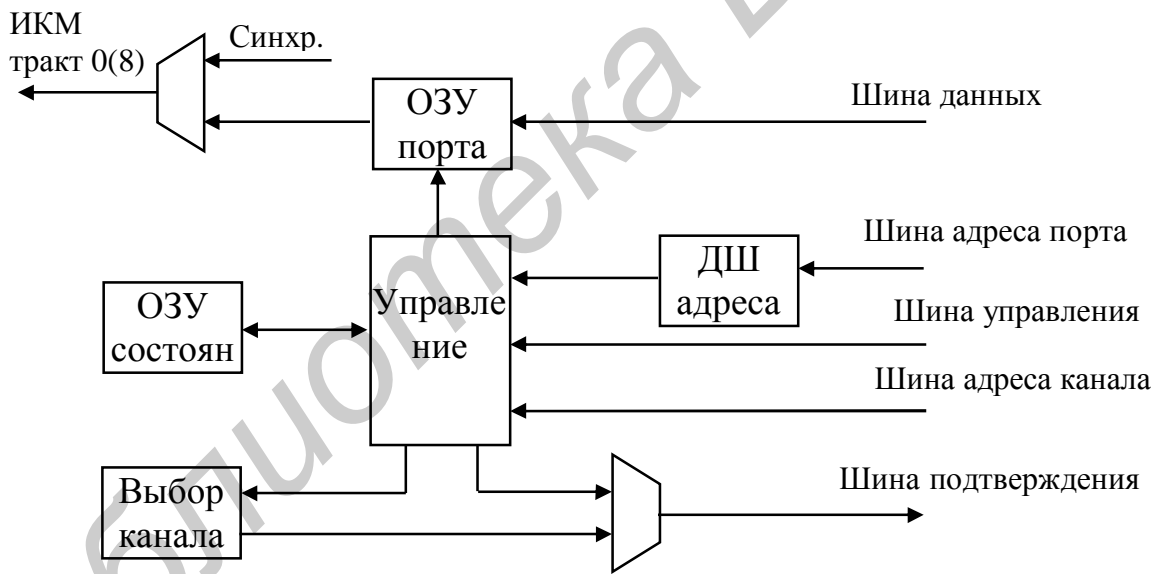 ИКМ
тракт 0(8)
Синхр.
ОЗУ
порта
Шина данных
Шина адреса порта
ДШ
адреса
Управле
ние
ОЗУ
состоян
Шина управления
Шина адреса канала
Выбор
канала
Шина подтверждения
блиотека Б